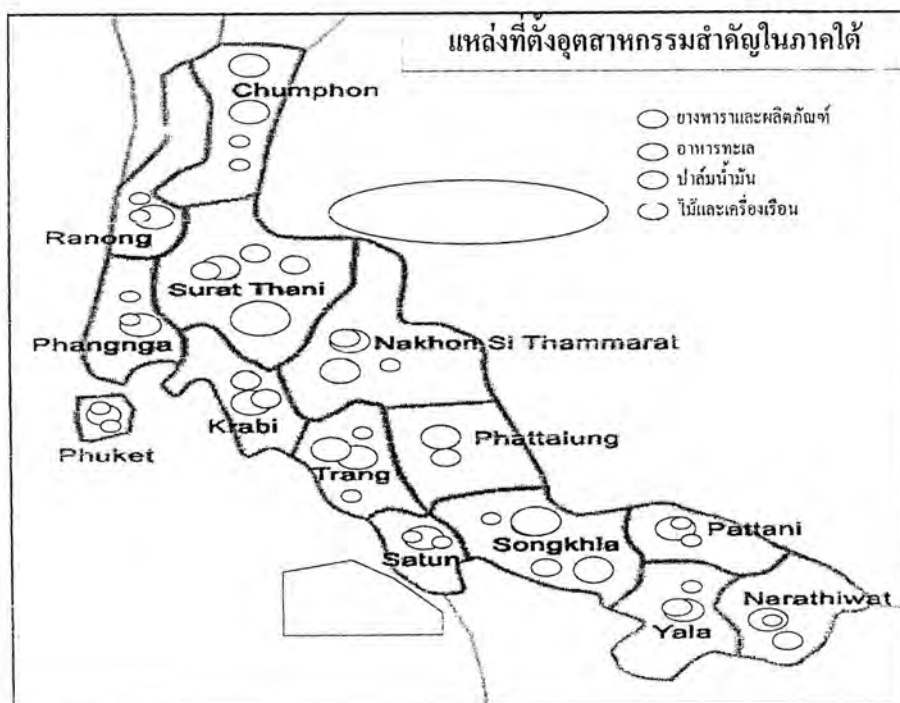 แหล่งที่ตั้งอุตสาหกรรมสำคัญในภาคใต้
ยางพาราและผลิตภัณฑ์
อาหารทะเล
ปาล์มน้ำมัน
ไม้และเครื่องเรือน
Chumphon
Ranong
Surat Thani
Phangnga
Nakhon Si Thammarat
Krabi
Phuket
Phattalung
Trang
Pattani
Songkhla
Satun
Narathiwat
Yala